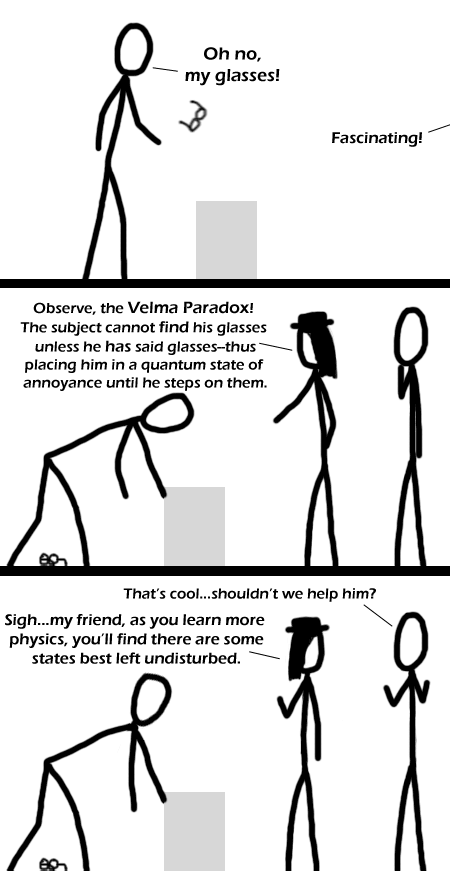 Oh no,
my glasses!
Fascinating!
Observe, the Velma Paradox!
The subject cannot find his glasses
unless he has said glasses--thus
placing him in a quantum state of
annoyance until he steps on them.
That's cool...shouldn't we help him?
Sigh...my friend, as you learn more
physics, you'll find there are some
states best left undisturbed.